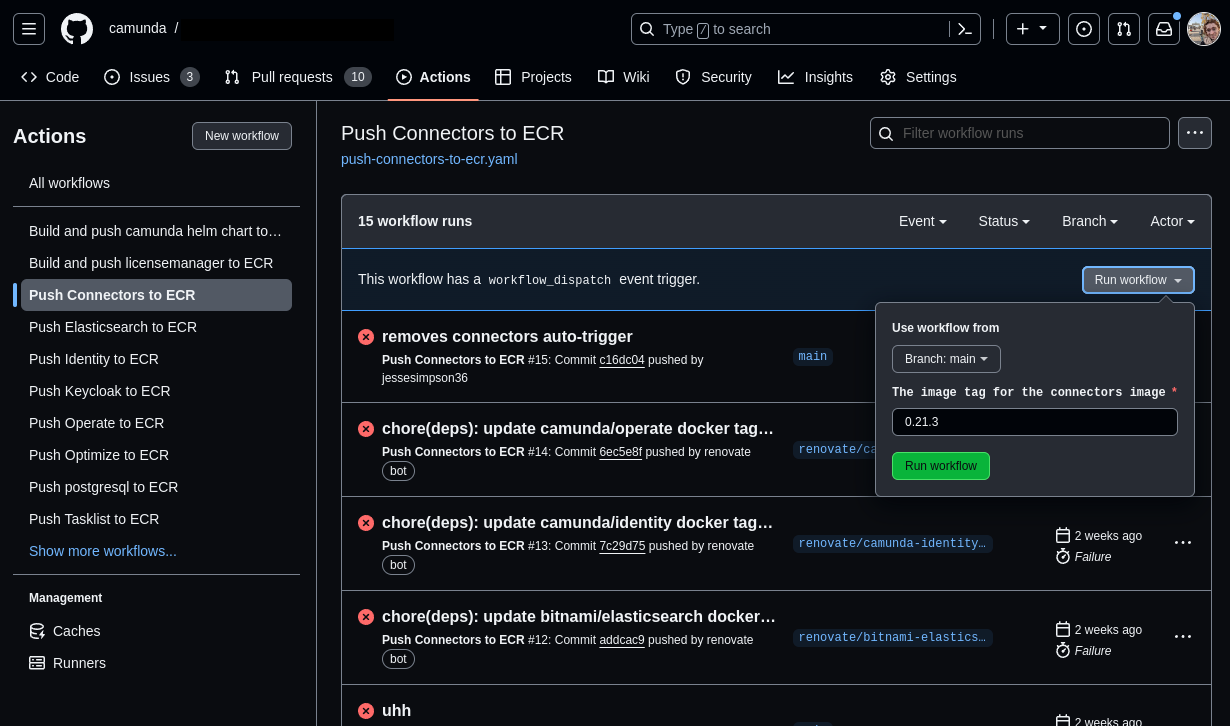 camunda /
Type / to search
Code
Issues 3
Pull requests 10
Actions
Projects
Wiki
Security
Insights
Settings
Actions
New workflow
All workflows
Build and push camunda helm chart to…
Build and push licensemanager to ECR
Push Connectors to ECR
Push Elasticsearch to ECR
Push Identity to ECR
Push Keycloak to ECR
Push Operate to ECR
Push Optimize to ECR
Push postgresql to ECR
Push Tasklist to ECR
Show more workflows...
Management
Caches
Runners
Push Connectors to ECR
push-connectors-to-ecr.yaml
Filter workflow runs
15 workflow runs
Event
Status
Branch
Actor
This workflow has a workflow_dispatch event trigger.
Run workflow
Use workflow from
Branch: main
The image tag for the connectors image *
0.21.3
Run workflow
removes connectors auto-trigger
Push Connectors to ECR #15: Commit c16dc04 pushed by
jessesimpson36
main
chore(deps): update camunda/operate docker tag…
Push Connectors to ECR #14: Commit 6ec5e8f pushed by renovate
bot
renovate/ca
chore(deps): update camunda/identity docker tag…
Push Connectors to ECR #13: Commit 7c29d75 pushed by renovate
bot
renovate/camunda-identity…
2 weeks ago
Failure
chore(deps): update bitnami/elasticsearch docker…
Push Connectors to ECR #12: Commit addcac9 pushed by renovate
bot
renovate/bitnami-elastics…
2 weeks ago
Failure
uhh
2 weeks ago